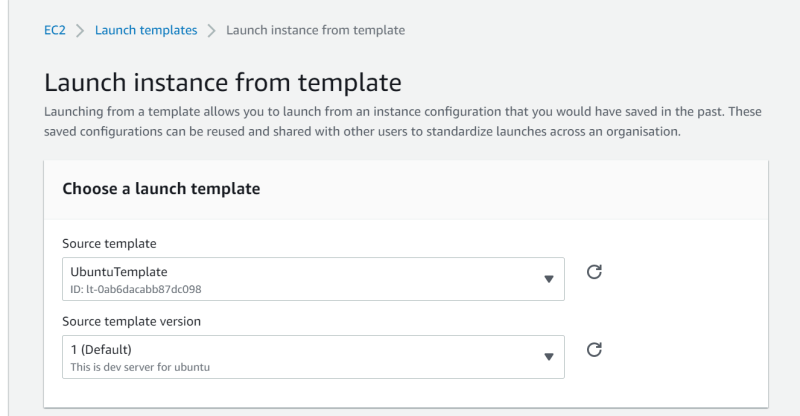 EC2 > Launch templates > Launch instance from template
Launch instance from template
Launching from a template allows you to launch from an instance configuration that you would have saved in the past. These
saved configurations can be reused and shared with other users to standardize launches across an organisation.
Choose a launch template
Source template
UbuntuTemplate
ID: lt-0ab6dacabb87dc098
Source template version
1 (Default)
This is dev server for ubuntu